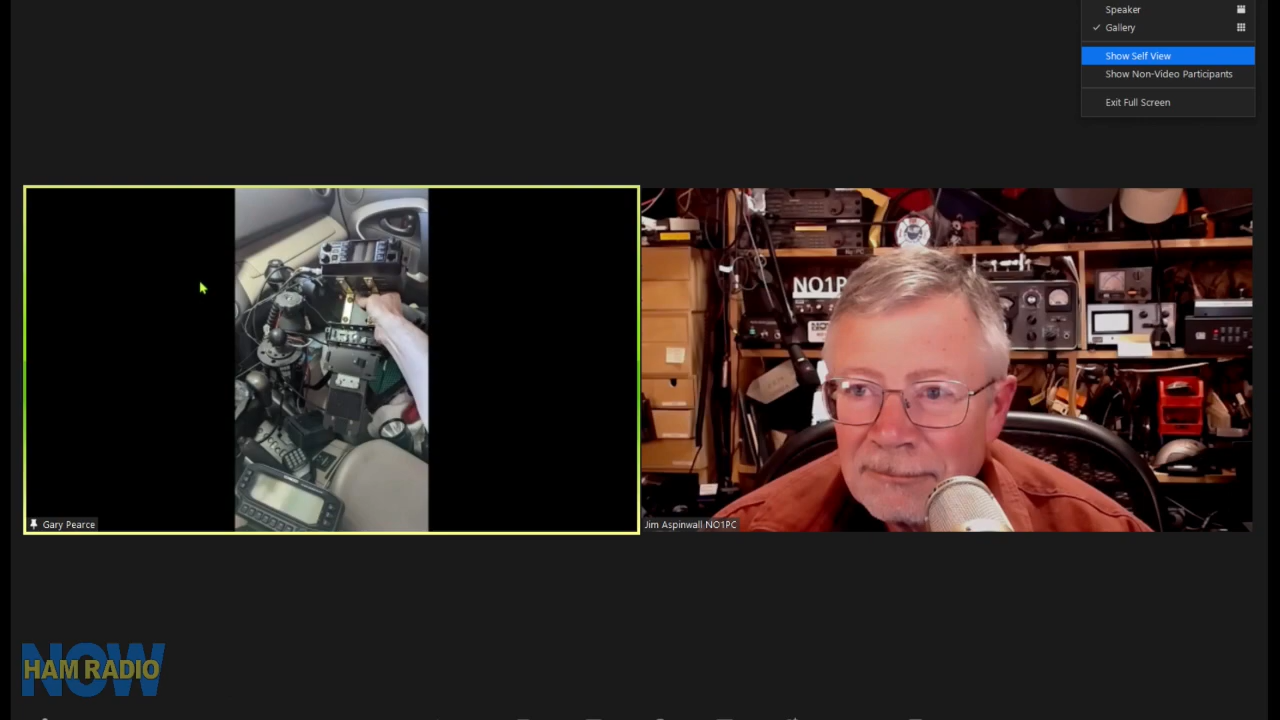 Speaker
Gallery
Show Self View
Show Non-Video Participants
Exit Full Screen
NO1P
Gary Pearce
Jim Aspinwall NO1PC
NOW
HAM RADIO